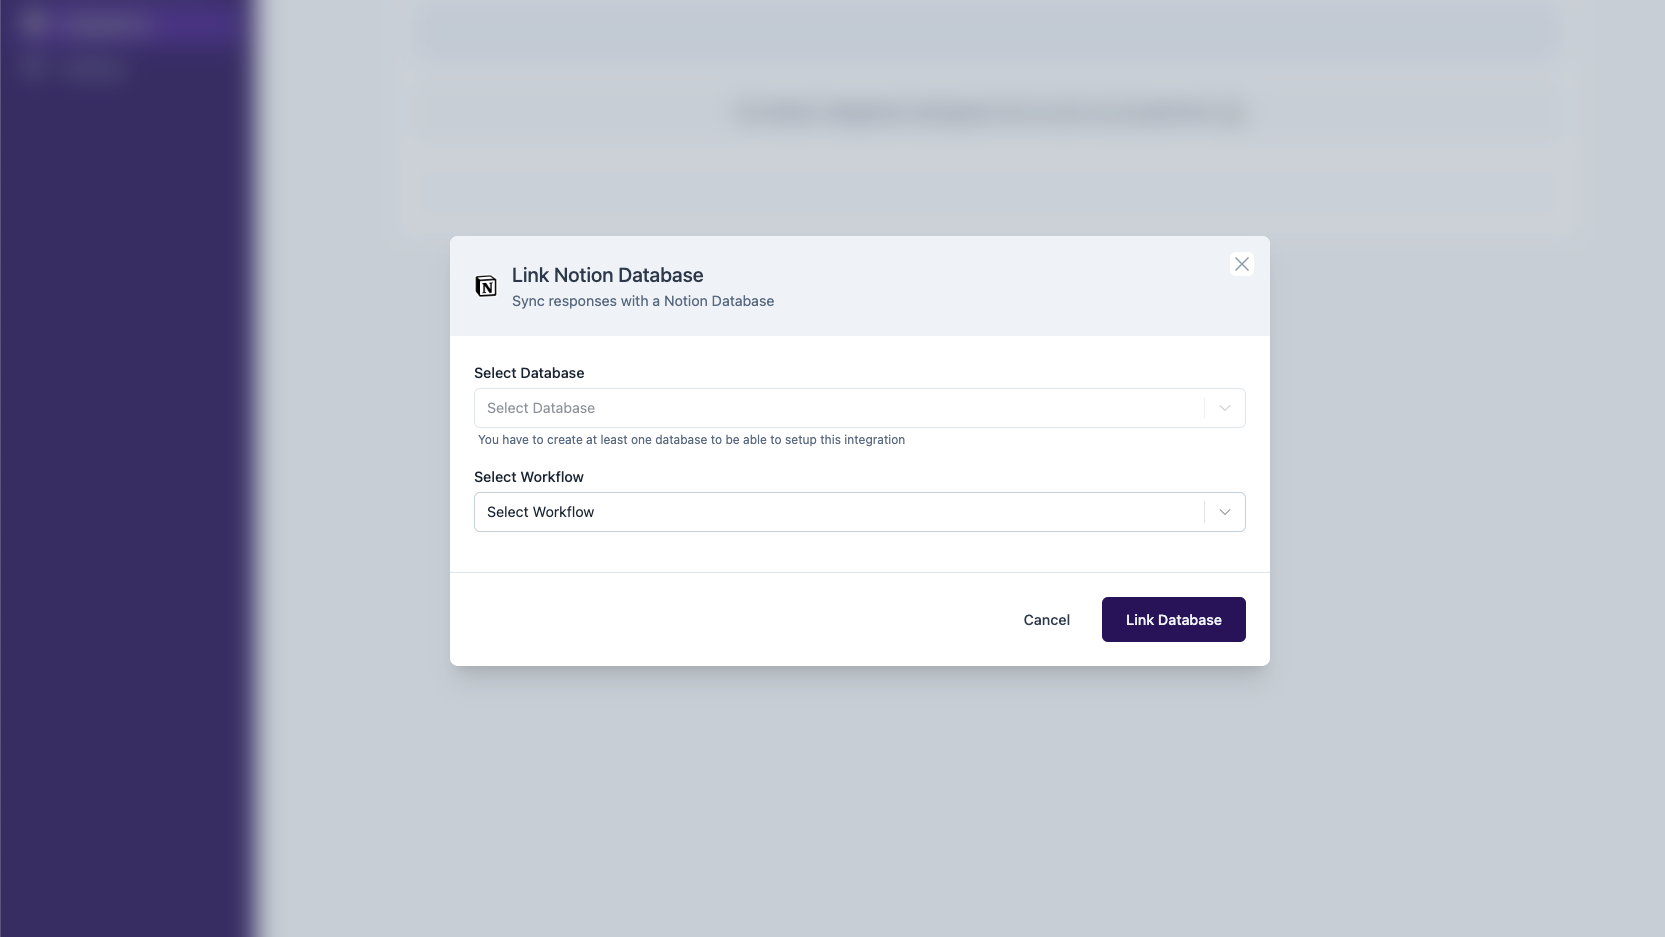 Link Notion Database
Sync responses with a Notion Database
Select Database
Select Database
You have to create at least one database to be able to setup this integration
Select Workflow
Select Workflow
Cancel
Link Database